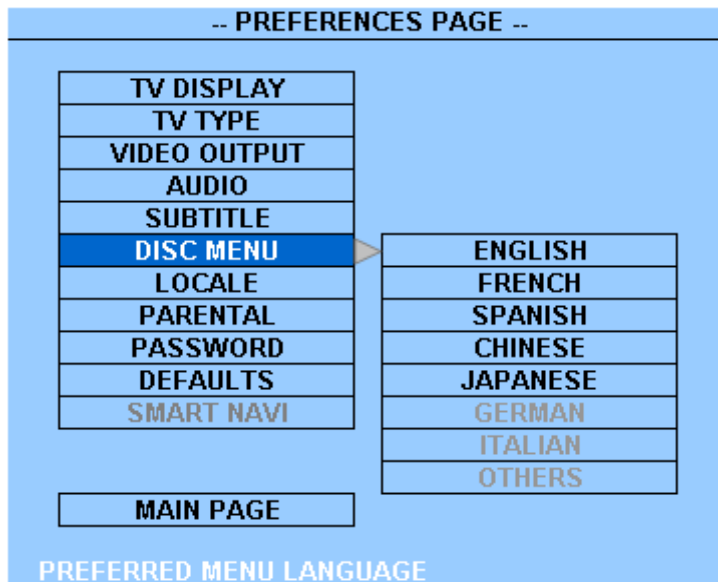 -- PREFERENCES PAGE --
TV DISPLAY
TV TYPE
VIDEO OUTPUT
AUDIO
SUBTITLE
DISC MENU
LOCALE
PARENTAL
PASSWORD
DEFAULTS
SMART NAVI
ENGLISH
FRENCH
SPANISH
CHINESE
JAPANESE
GERMAN
ITALIAN
OTHERS
MAIN PAGE
PREFERRED MENU LANGUAGE